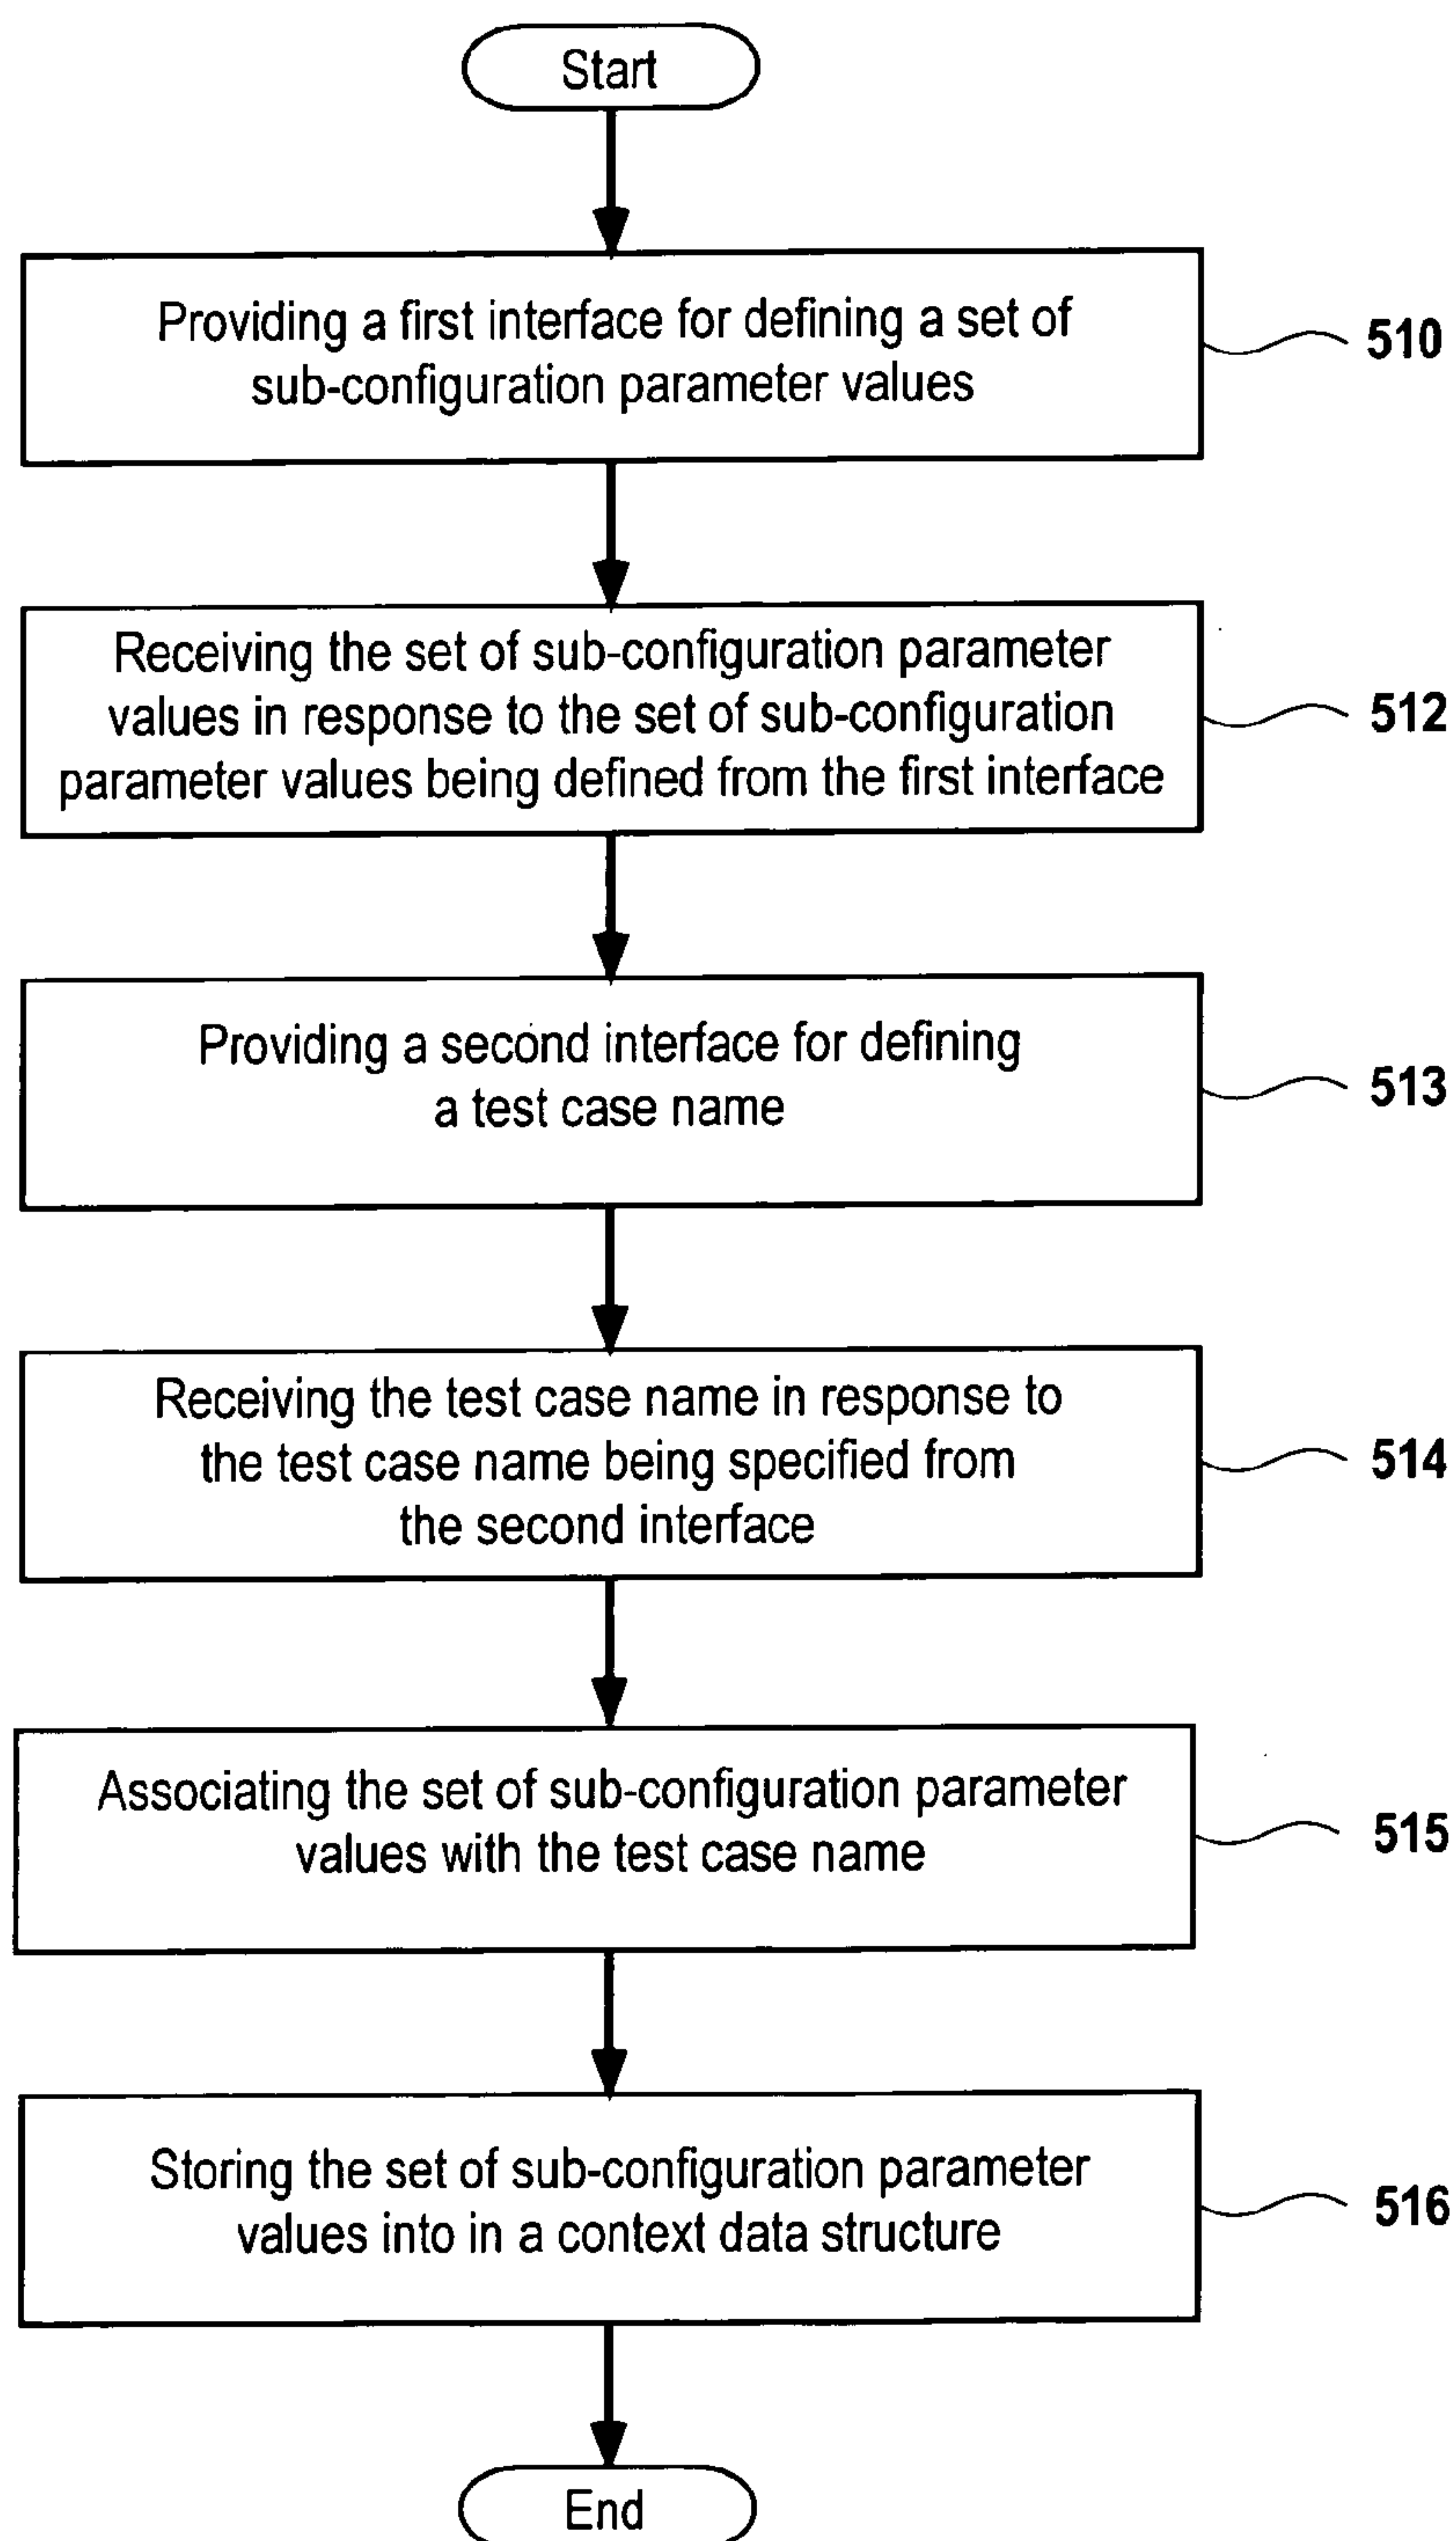 Start
Providing a first interface for defining a set of
sub-configuration parameter values
510
Receiving the set of sub-configuration parameter
values in response to the set of sub-configuration
parameter values being defined from the first interface
512
Providing a second interface for defining
a test case name
513
Receiving the test case name in response to
the test case name being specified from
the second interface
514
Associating the set of sub-configuration parameter
values with the test case name
515
Storing the set of sub-configuration parameter
values into in a context data structure
516
End